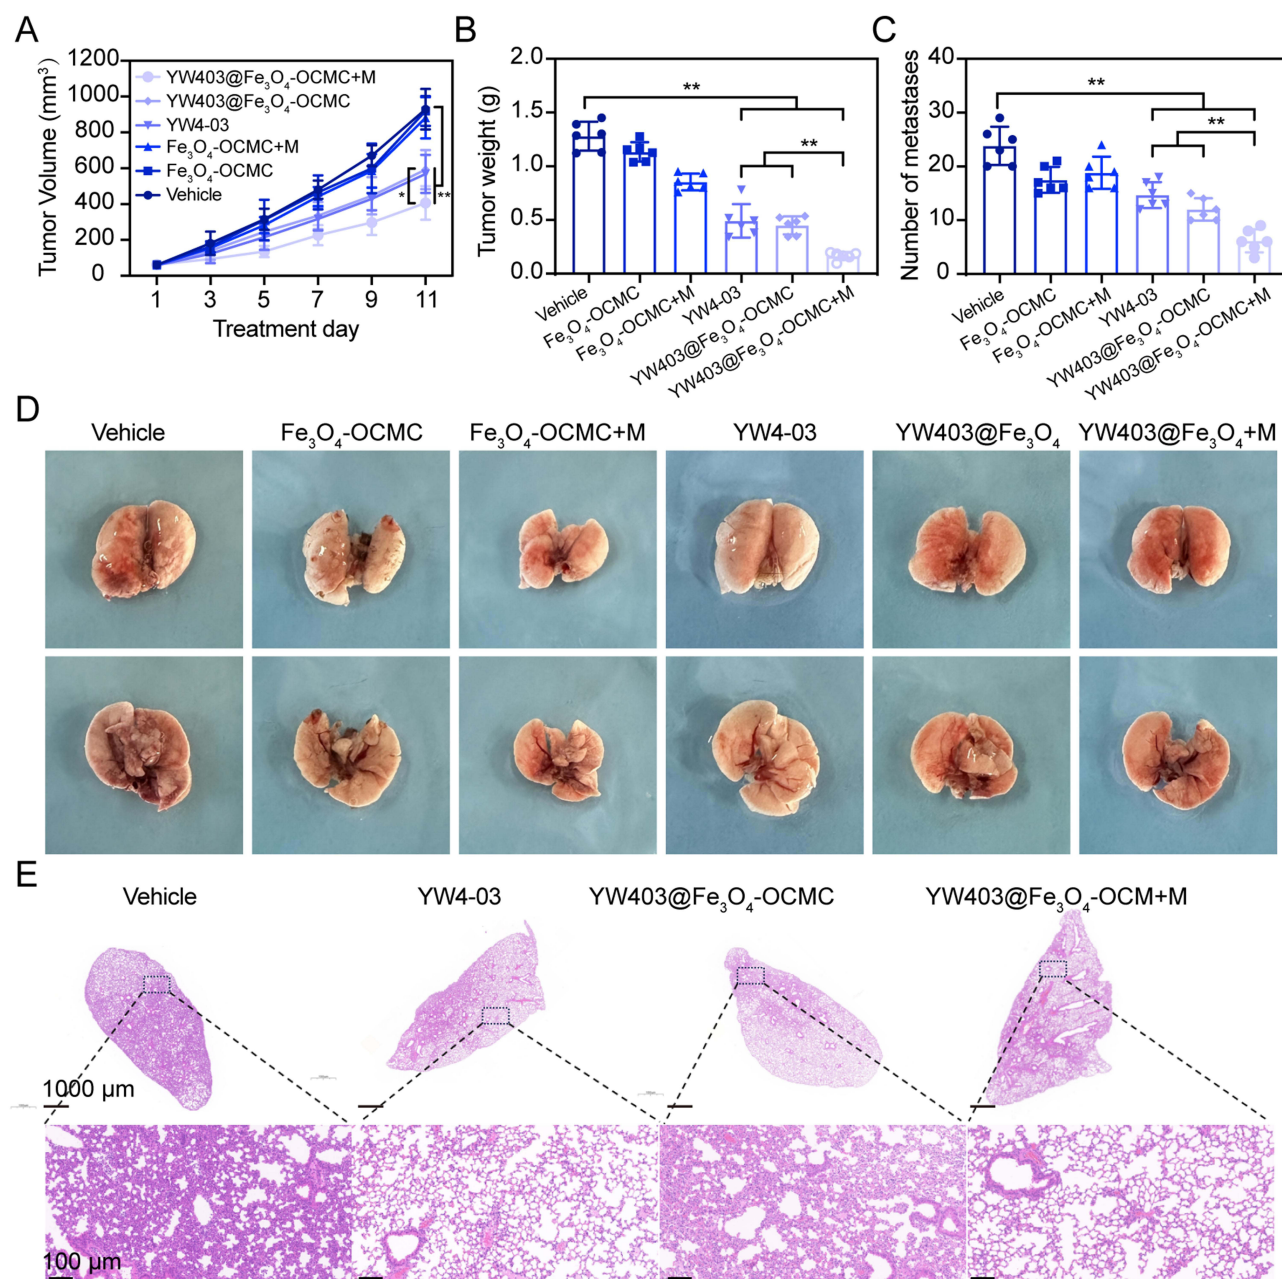 A
Tumor Volume (mm³)
1200
1000
800
600
400
200
0
YW403@Fe₃O₄-OCMC+M
YW403@Fe₃O₄-OCMC
YW4-03
Fe₃O₄-OCMC+M
Fe₃O₄-OCMC
Vehicle
*
**
1 3 5 7 9 11
Treatment day
B
Tumor weight (g)
2.0
1.5
1.0
0.5
0.0
**
**
Vehicle
Fe₃O₄-OCMC
Fe₃O₄-OCMC+M
YW4-03
YW403@Fe₃O₄-OCMC
YW403@Fe₃O₄-OCMC+M
C
Number of metastases
40
30
20
10
0
**
**
Vehicle
Fe₃O₄-OCMC
Fe₃O₄-OCMC+M
YW4-03
YW403@Fe₃O₄-OCMC
YW403@Fe₃O₄-OCMC+M
D
Vehicle Fe₃O₄-OCMC Fe₃O₄-OCMC+M YW4-03 YW403@Fe₃O₄ YW403@Fe₃O₄+M
E
Vehicle YW4-03 YW403@Fe₃O₄-OCMC YW403@Fe₃O₄-OCM+M
1000 µm
100 µm